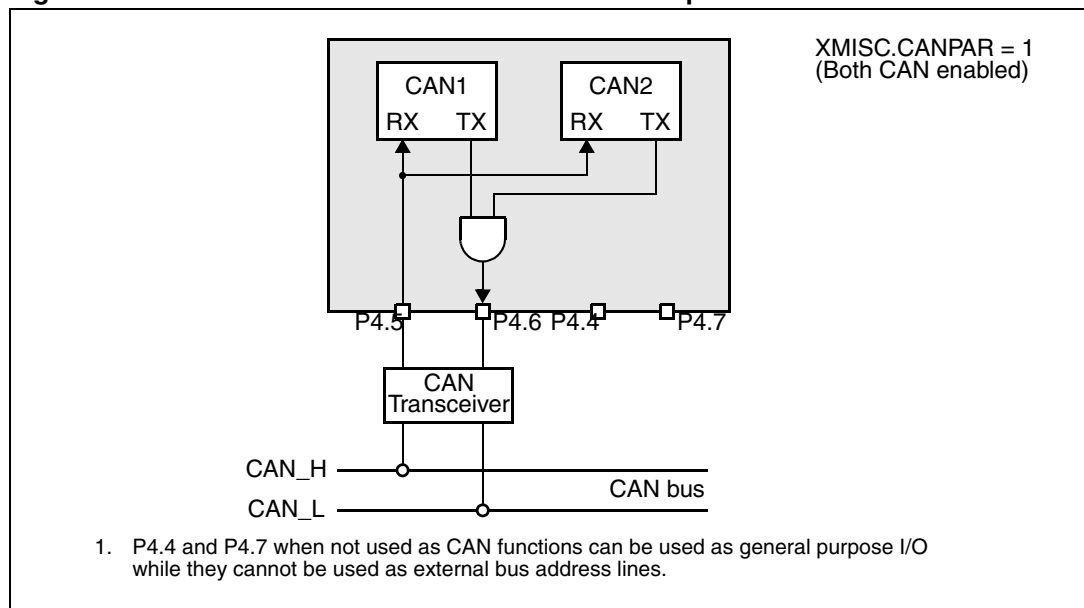 XMISC.CANPAR = 1
(Both CAN enabled)
CAN1
RX TX
CAN2
RX TX
P4.5
P4.6
P4.4
P4.7
CAN
Transceiver
CAN_H
CAN bus
CAN_L
1. P4.4 and P4.7 when not used as CAN functions can be used as general purpose I/O
while they cannot be used as external bus address lines.